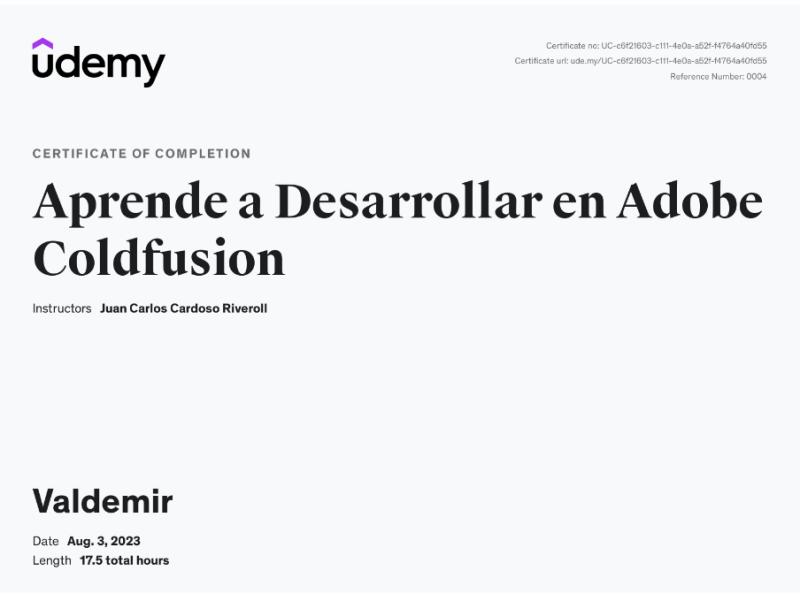 udemy
Certificate no: UC-c6f21603-c111-4e0a-a52f-f4764a40fd55
Certificate url: ude.my/UC-c6f21603-c111-4e0a-a52f-f4764a40fd55
Reference Number: 0004
CERTIFICATE OF COMPLETION
Aprende a Desarrollar en Adobe
Coldfusion
Instructors Juan Carlos Cardoso Riveroll
Valdemir
Date Aug. 3, 2023
Length 17.5 total hours